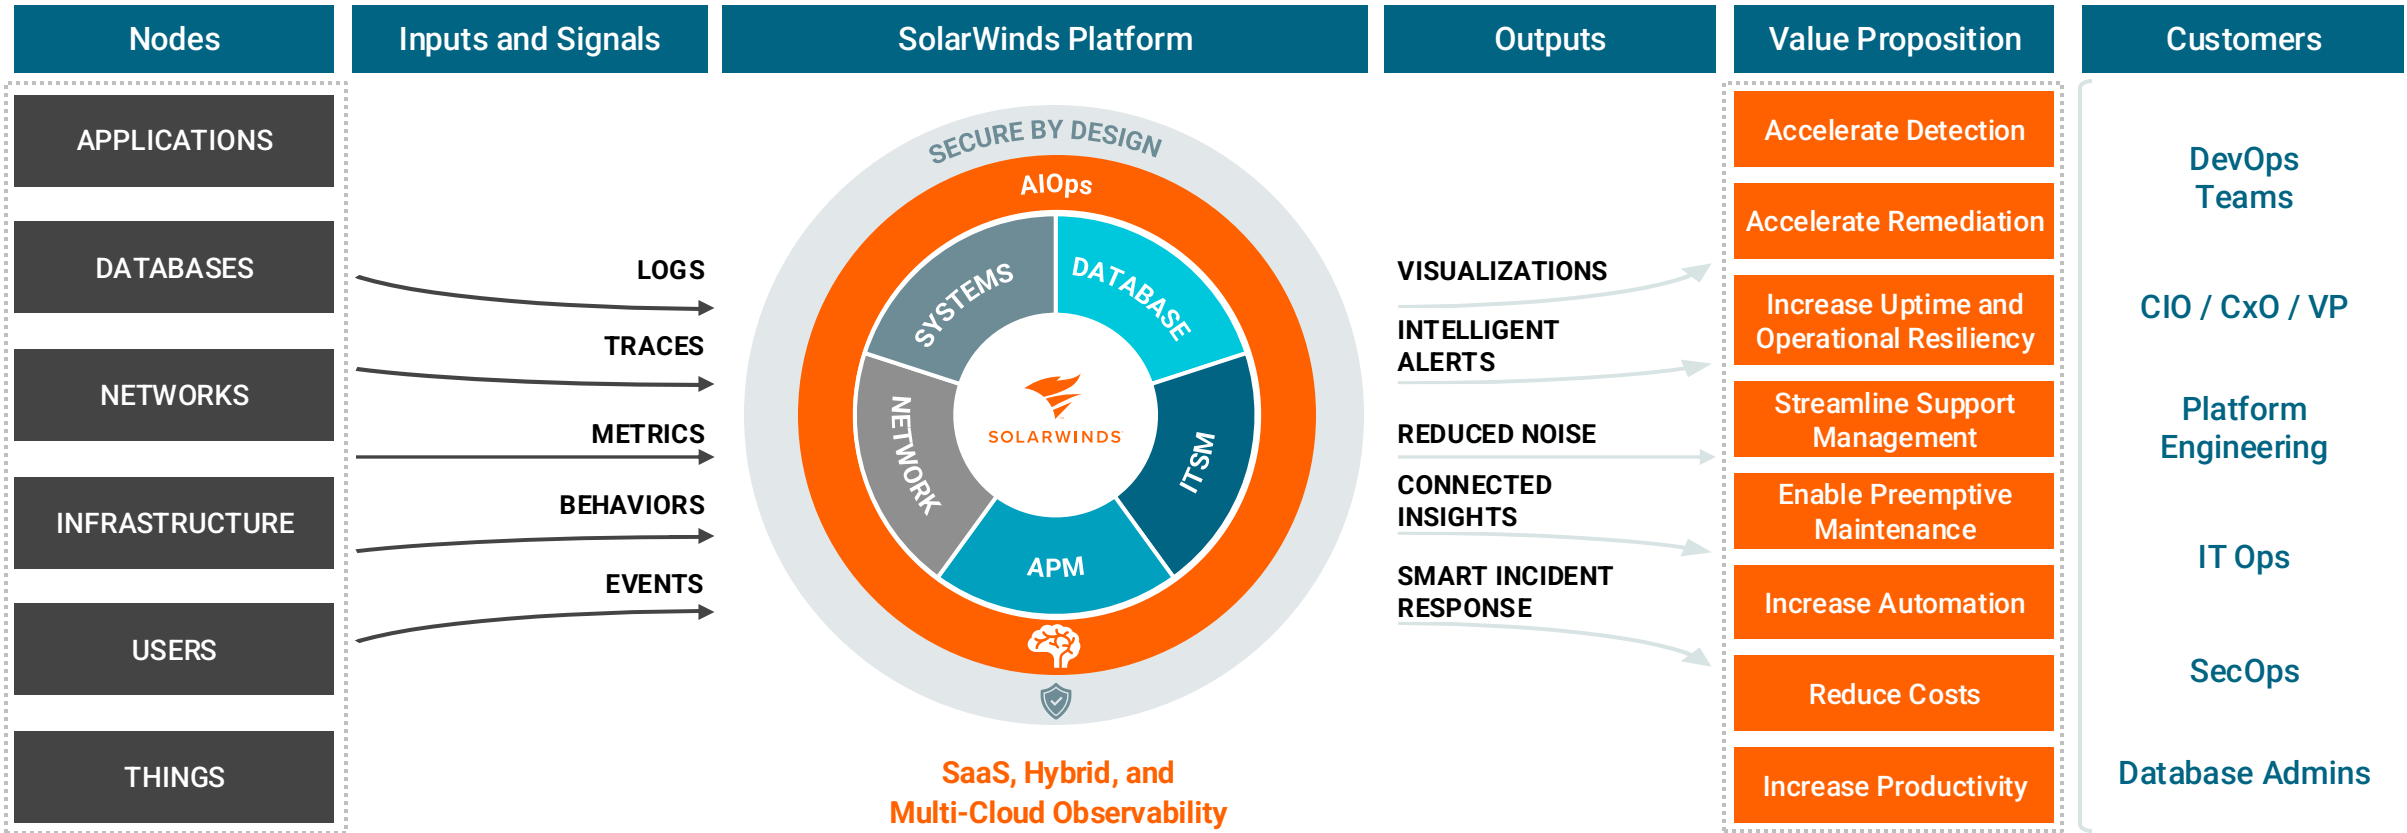 Nodes
Inputs and Signals
SolarWinds Platform
Outputs
Value Proposition
Customers
APPLICATIONS
DATABASES
NETWORKS
INFRASTRUCTURE
USERS
THINGS
LOGS
TRACES
METRICS
BEHAVIORS
EVENTS
SECURE BY DESIGN
AIOps
SYSTEMS
DATABASE
NETWORK
ITSM
APM
SOLARWINDS
SaaS, Hybrid, and
Multi-Cloud Observability
VISUALIZATIONS
INTELLIGENT
ALERTS
REDUCED NOISE
CONNECTED
INSIGHTS
SMART INCIDENT
RESPONSE
Accelerate Detection
Accelerate Remediation
Increase Uptime and
Operational Resiliency
Streamline Support
Management
Enable Preemptive
Maintenance
Increase Automation
Reduce Costs
Increase Productivity
DevOps
Teams
CIO / CxO / VP
Platform
Engineering
IT Ops
SecOps
Database Admins